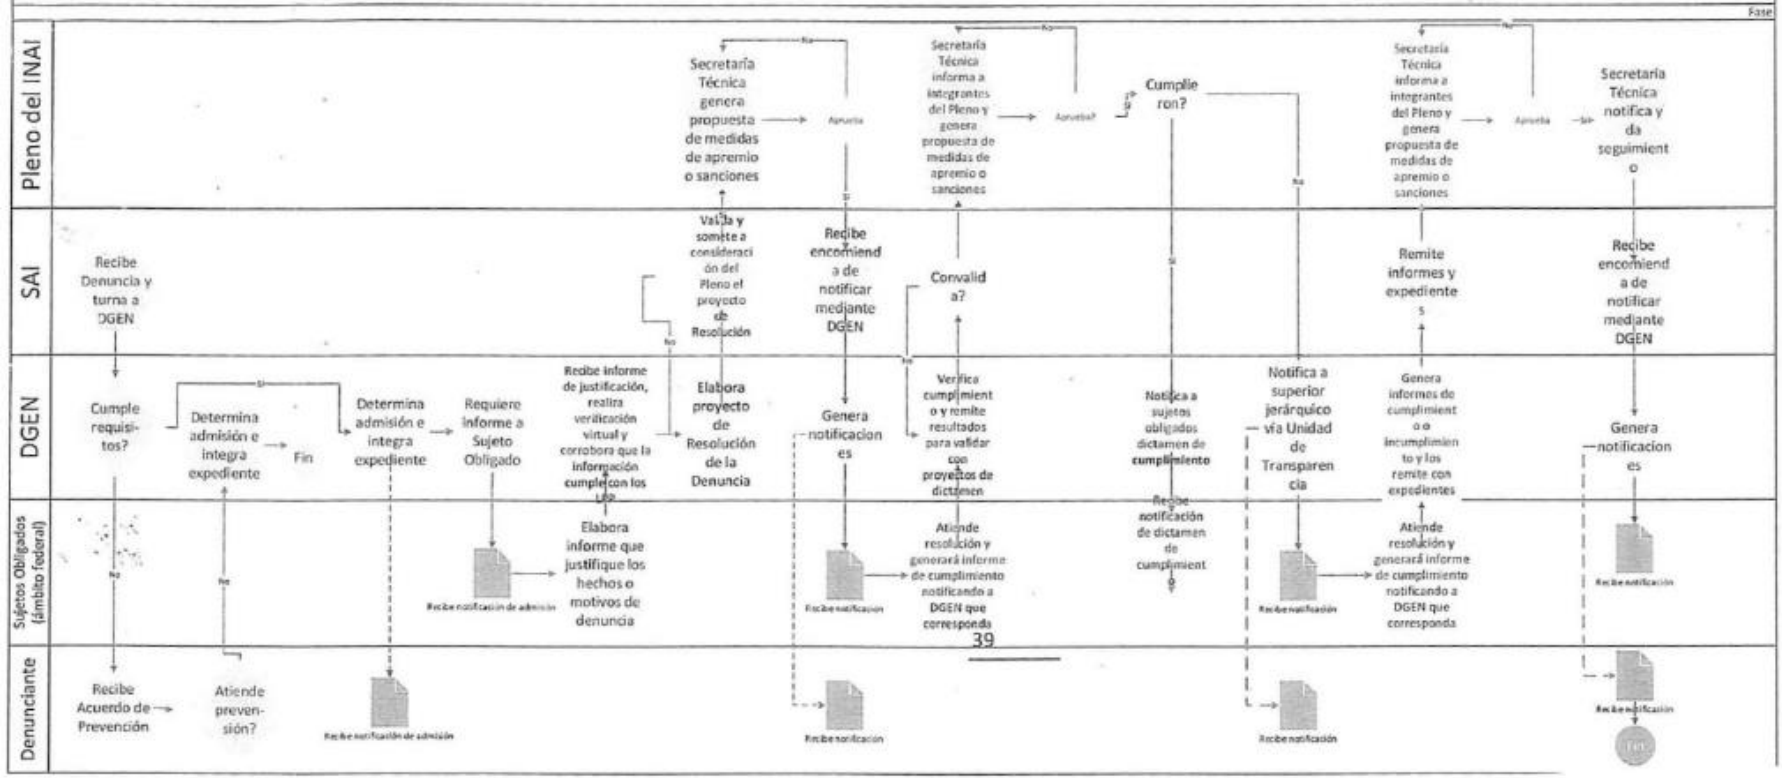 Fase
Pleno del INAI
Secretaría
Técnica
genera
propuesta
de medidas
de apremio
o sanciones
No
Aprueba
Si
Secretaría
Técnica
informa a
integrantes
del Pleno y
genera
propuesta de
medidas de
apremio o
sanciones
No
Aprueba?
Cumplie
ron?
No
Si
Secretaría
Técnica
informa a
integrantes
del Pleno y
genera
propuesta de
medidas de
apremio o
sanciones
No
Aprueba
Si
Secretaría
Técnica
notifica y
da
seguimient
o
SAI
Recibe
Denuncia y
turna a
DGEN
Valida y
somete a
consideraci
ón del
Pleno el
proyecto
de
Resolución
No
Recibe
encomiend
a de
notificar
mediante
DGEN
Convalid
a?
No
Remite
informes y
expediente
s
Recibe
encomiend
a de
notificar
mediante
DGEN
DGEN
Cumple
requisi-
tos?
Si
No
Determina
admisión e
integra
expediente
Fin
Determina
admisión e
integra
expediente
Requiere
informe a
Sujeto
Obligado
Recibe informe
de justificación,
realiza
verificación
virtual y
corrobora que la
información
cumple con los
Elabora
proyecto
de
Resolución
de la
Denuncia
Genera
notificacion
es
Verifica
cumplimient
o y remite
resultados
para validar
con
proyectos de
dictamen
Notifica a
sujetos
obligados
dictamen de
cumplimiento
Notifica a
superior
jerárquico
vía Unidad
de
Transparen
cia
Genera
informes de
cumplimient
o o
incumplimien
to y los
remite con
expedientes
Genera
notificacion
es
Sujetos Obligados
(ámbito federal)
No
Recibe notificación de admisión
Elabora
informe que
justifique los
hechos o
motivos de
denuncia
Recibe notificación
Atiende
resolución y
generará informe
de cumplimiento
notificando a
DGEN que
corresponda
Recibe
notificación
de dictamen
de
cumplimient
o
Recibe notificación
Atiende
resolución y
generará informe
de cumplimiento
notificando a
DGEN que
corresponda
Recibe notificación
39
Denunciante
Recibe
Acuerdo de
Prevención
Atiende
preven-
sión?
Recibe notificación de admisión
Recibe notificación
Recibe notificación
Recibe notificación
Fin